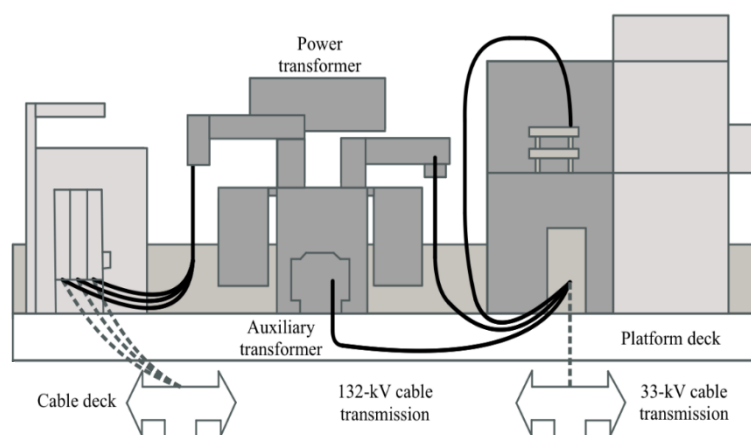 Power
transformer
Auxiliary
transformer
Platform deck
Cable deck
132-kV cable
transmission
33-kV cable
transmission